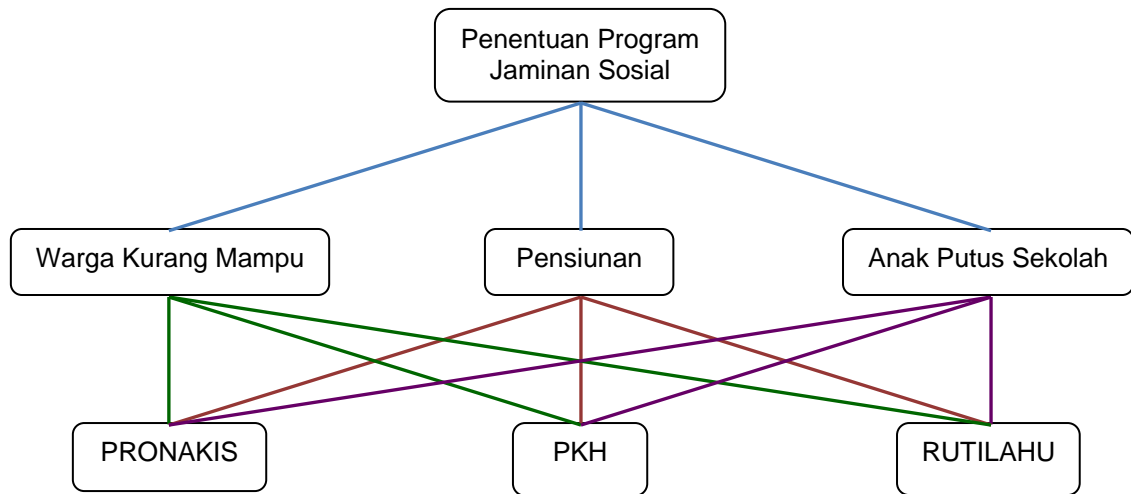 Penentuan Program
Jaminan Sosial
Warga Kurang Mampu
Pensiunan
Anak Putus Sekolah
PRONAKIS
PKH
RUTILAHU